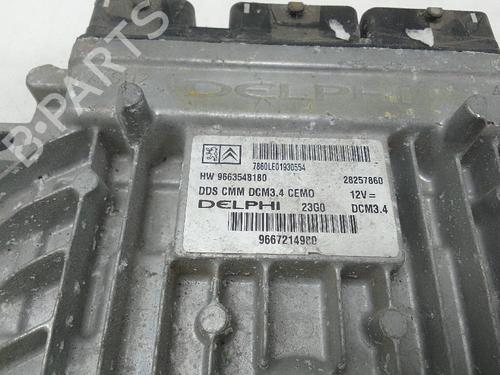 DELPHI
B-PARTS
7860LE01930554
HW 9663548180 28257860
DDS CMM DCM3.4 CEMO 12V=
DELPHI 23G0 DCM3.4
9667214980